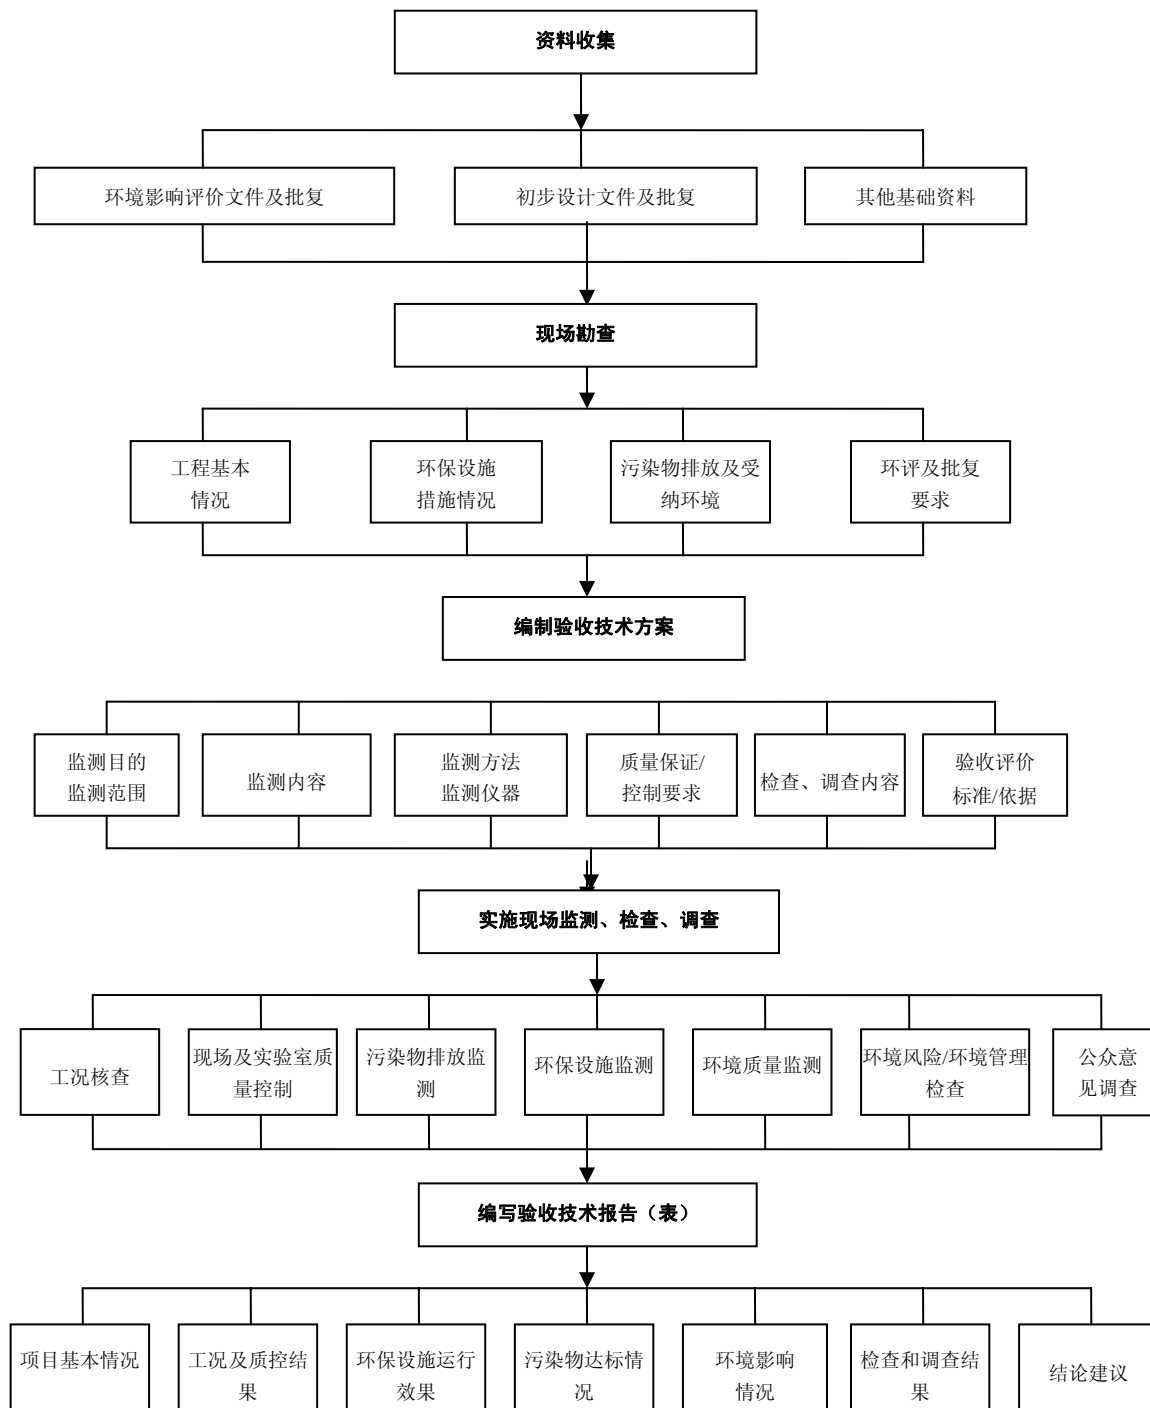 资料收集
环境影响评价文件及批复
初步设计文件及批复
其他基础资料
现场勘查
工程基本
情况
环保设施
措施情况
污染物排放及受
纳环境
环评及批复
要求
编制验收技术方案
监测目的
监测范围
监测内容
监测方法
监测仪器
质量保证/
控制要求
检查、调查内容
验收评价
标准/依据
实施现场监测、检查、调查
工况核查
现场及实验室质
量控制
污染物排放监
测
环保设施监测
环境质量监测
环境风险/环境管理
检查
公众意
见调查
编写验收技术报告（表）
项目基本情况
工况及质控结
果
环保设施运行
效果
污染物达标情
况
环境影响
情况
检查和调查结
果
结论建议